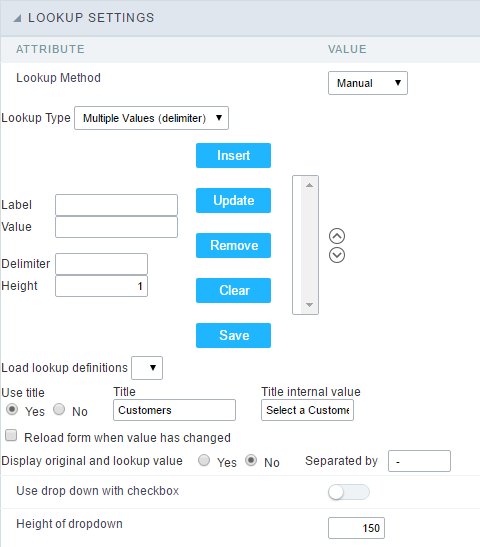 LOOKUP SETTINGS
ATTRIBUTE VALUE
Lookup Method Manual
Lookup Type Multiple Values (delimiter)
Insert
Update
Label
Value
Remove
Delimiter
Height 1
Clear
Save
Load lookup definitions
Use title Title Title internal value
Yes No Customers Select a Custome
Reload form when value has changed
Display original and lookup value Yes No Separated by -
Use drop down with checkbox
Height of dropdown 150